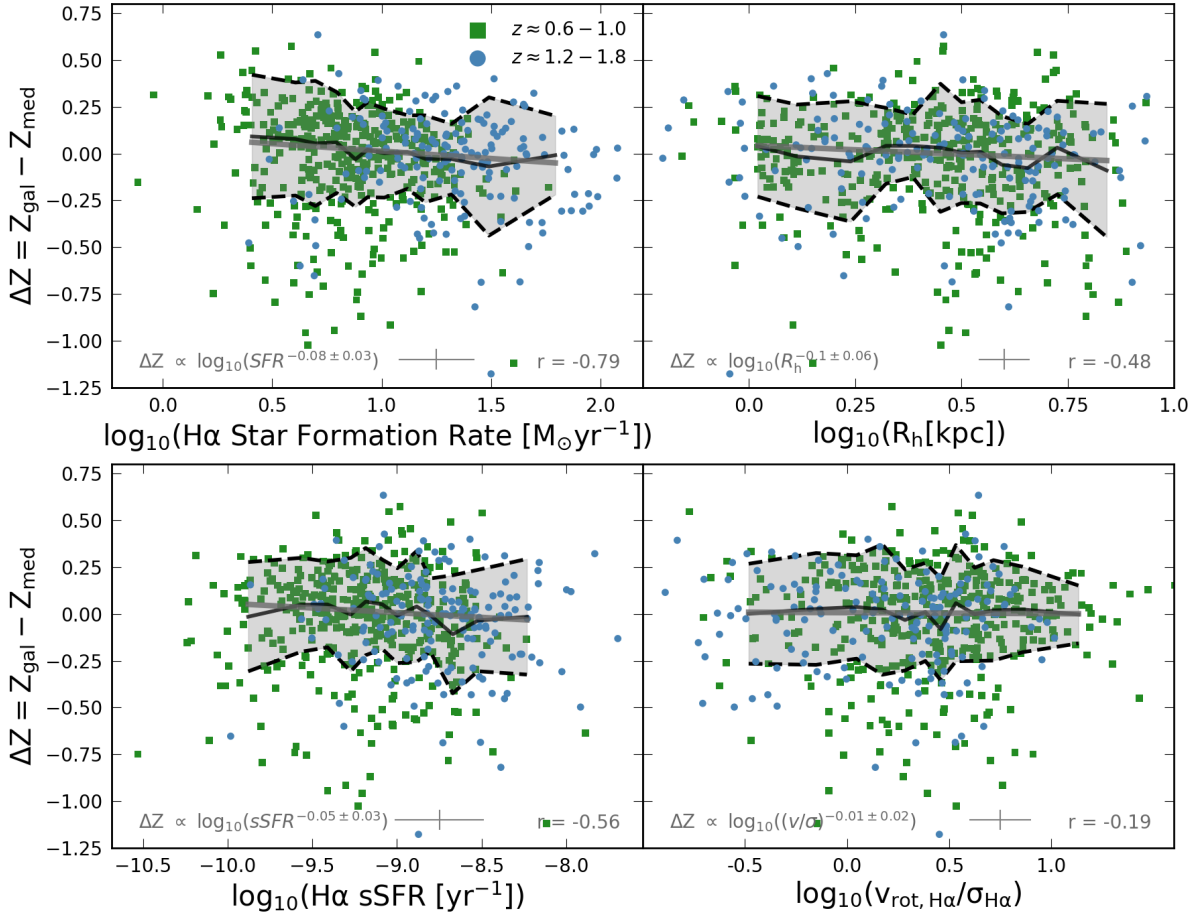 0.75
0.50
0.25
0.00
−0.25
−0.50
−0.75
−1.00
−1.25
ΔZ = Z_gal − Z_med
z ≈ 0.6 − 1.0
z ≈ 1.2 − 1.8
ΔZ ∝ log₁₀(SFR^−0.08 ± 0.03)
r = -0.79
0.0 0.5 1.0 1.5 2.0
log₁₀(Hα Star Formation Rate [M⊙yr⁻¹])
ΔZ ∝ log₁₀(R_h^−0.1 ± 0.06)
r = -0.48
0.0 0.25 0.5 0.75 1.0
log₁₀(R_h[kpc])
0.75
0.50
0.25
0.00
−0.25
−0.50
−0.75
−1.00
−1.25
ΔZ = Z_gal − Z_med
ΔZ ∝ log₁₀(sSFR^−0.05 ± 0.03)
r = -0.56
−10.5 −10.0 −9.5 −9.0 −8.5 −8.0
log₁₀(Hα sSFR [yr⁻¹])
ΔZ ∝ log₁₀((v/σ)^−0.01 ± 0.02)
r = -0.19
-0.5 0.0 0.5 1.0
log₁₀(v_rot, Hα/σ_Hα)